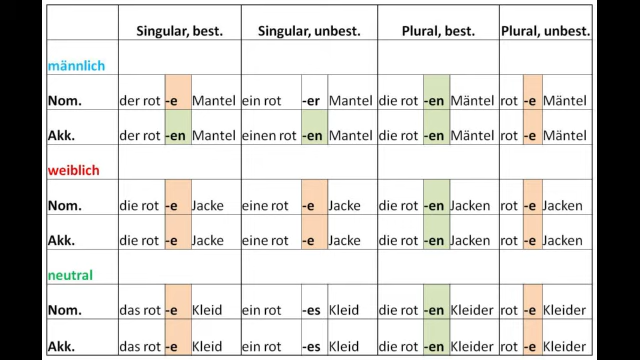 Singular, best. Singular, unbest. Plural, best. Plural, unbest.
männlich
Nom. der rot -e Mantel ein rot -er Mantel die rot -en Mäntel rot -e Mäntel
Akk. der rot -en Mantel einen rot -en Mantel die rot -en Mäntel rot -e Mäntel
weiblich
Nom. die rot -e Jacke eine rot -e Jacke die rot -en Jacken rot -e Jacken
Akk. die rot -e Jacke eine rot -e Jacke die rot -en Jacken rot -e Jacken
neutral
Nom. das rot -e Kleid ein rot -es Kleid die rot -en Kleider rot -e Kleider
Akk. das rot -e Kleid ein rot -es Kleid die rot -en Kleider rot -e Kleider